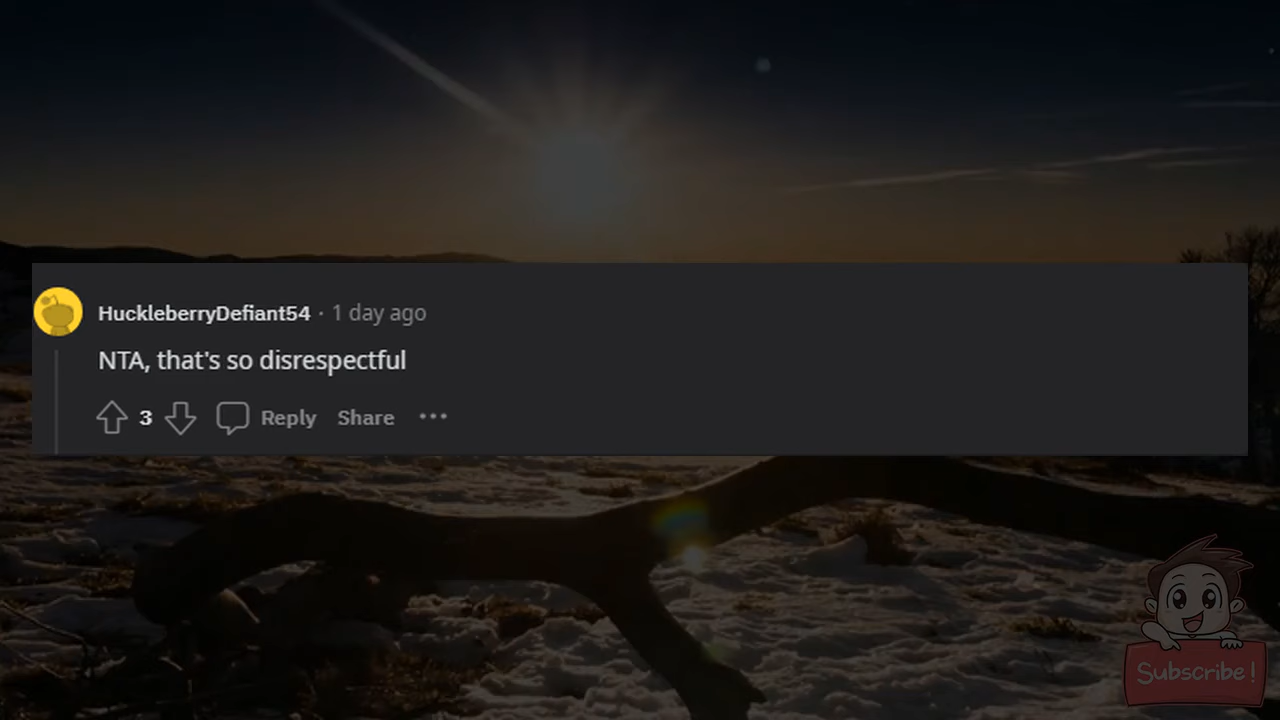 HuckleberryDefiant54 · 1 day ago
NTA, that's so disrespectful
3 Reply Share ···
Subscribe!